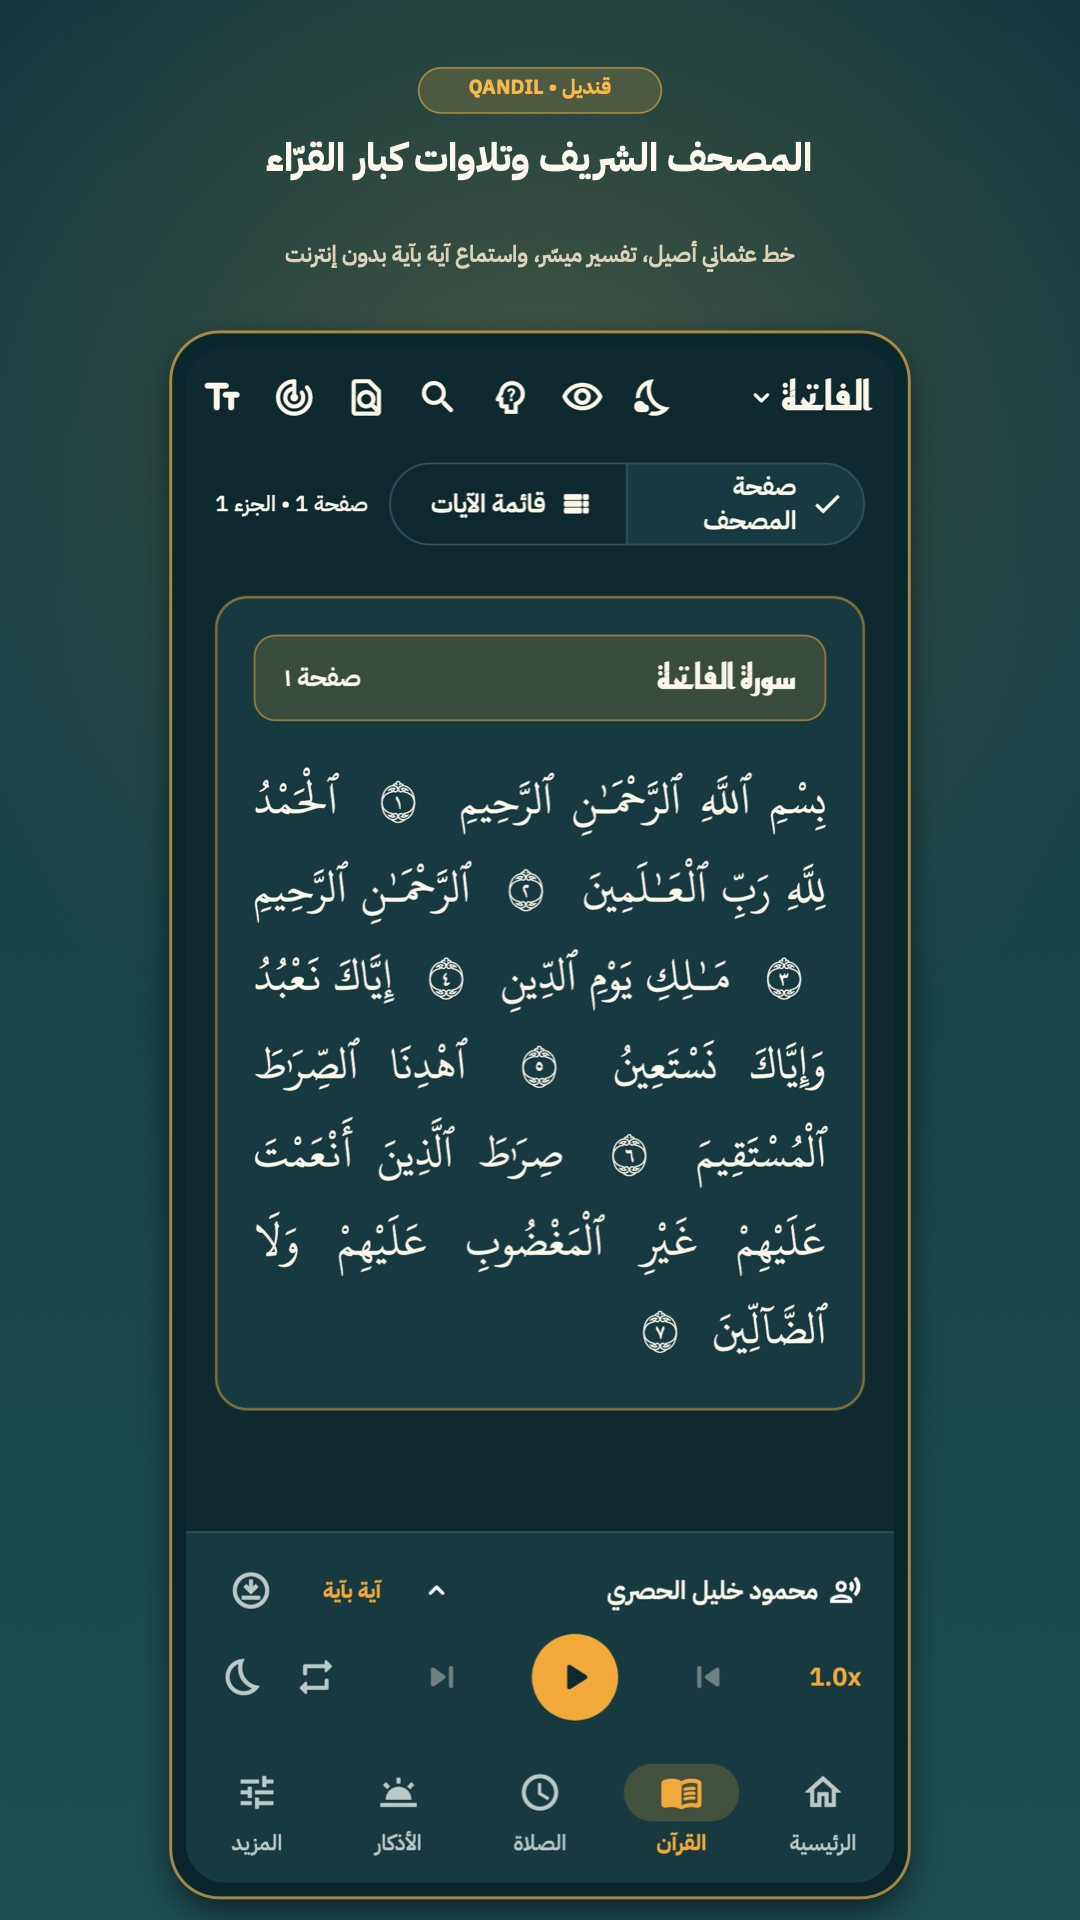 قنديل • QANDIL
المصحف الشريف وتلاوات كبار القرّاء
خط عثماني أصيل، تفسير ميسّر، واستماع آية بآية بدون إنترنت
الفاتحة
صفحة المصحف
قائمة الآيات
صفحة 1 • الجزء 1
سورة الفاتحة
صفحة ١
بِسْمِ ٱللَّهِ ٱلرَّحْمَـٰنِ ٱلرَّحِيمِ ١ ٱلْحَمْدُ
لِلَّهِ رَبِّ ٱلْعَـٰلَمِينَ ٢ ٱلرَّحْمَـٰنِ ٱلرَّحِيمِ
٣ مَـٰلِكِ يَوْمِ ٱلدِّينِ ٤ إِيَّاكَ نَعْبُدُ
وَإِيَّاكَ نَسْتَعِينُ ٥ ٱهْدِنَا ٱلصِّرَٰطَ
ٱلْمُسْتَقِيمَ ٦ صِرَٰطَ ٱلَّذِينَ أَنْعَمْتَ
عَلَيْهِمْ غَيْرِ ٱلْمَغْضُوبِ عَلَيْهِمْ وَلَا
ٱلضَّآلِّينَ ٧
محمود خليل الحصري
آية بآية
1.0x
الرئيسية
القرآن
الصلاة
الأذكار
المزيد